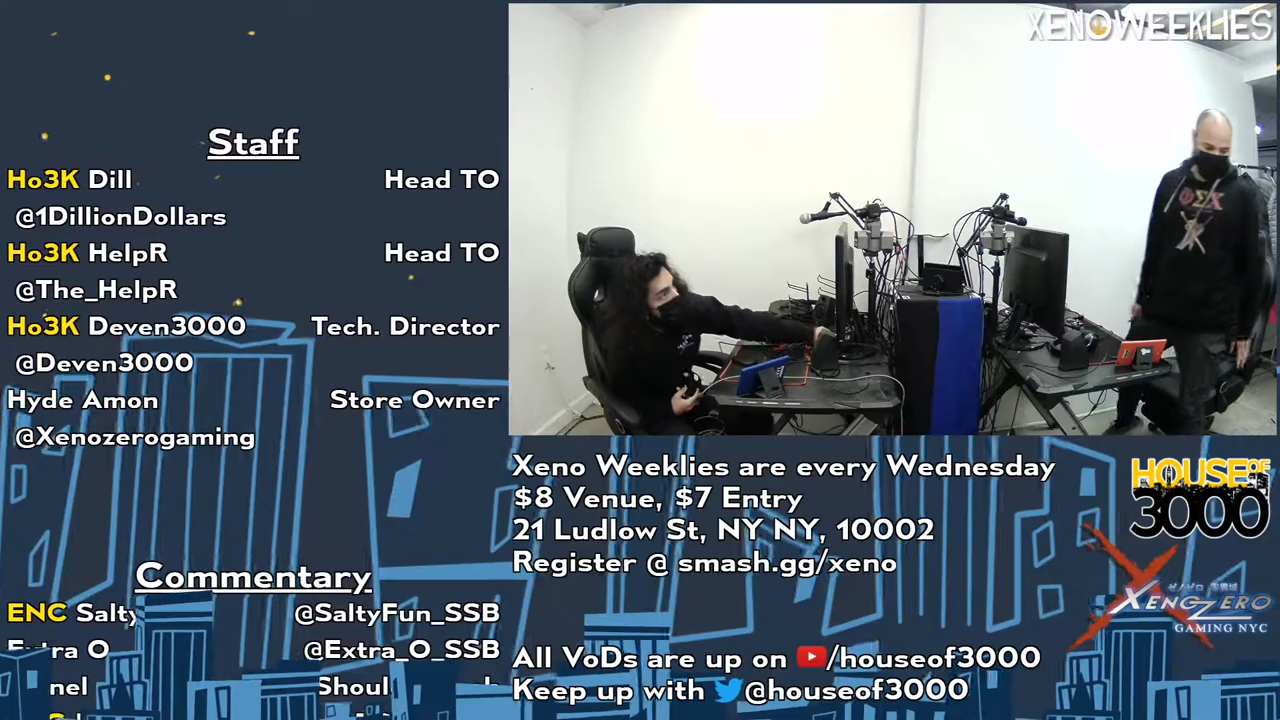 XENOWEEKLIES
Staff
Ho3K Dill Head TO
@1DillionDollars
Ho3K HelpR Head TO
@The_HelpR
Ho3K Deven3000 Tech. Director
@Deven3000
Hyde Amon Store Owner
@Xenozerogaming
Commentary
ENC Salty @SaltyFun_SSB
Extra O @Extra_O_SSB
ΦΣΧ
Xeno Weeklies are every Wednesday
$8 Venue, $7 Entry
21 Ludlow St, NY NY, 10002
Register @ smash.gg/xeno
All VoDs are up on /houseof3000
Keep up with @houseof3000
HOUSE OF
3000
XENOZERO
GAMING NYC